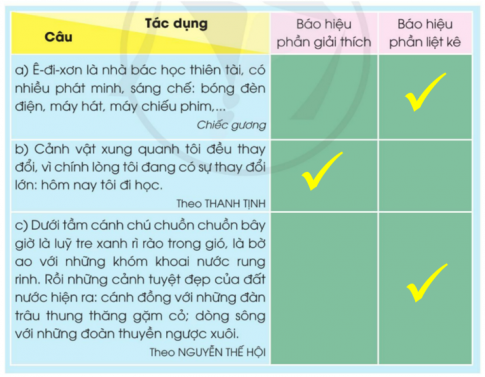 Tác dụng
Câu
Báo hiệu
phần giải thích
Báo hiệu
phần liệt kê
a) Ê-đi-xơn là nhà bác học thiên tài, có
nhiều phát minh, sáng chế: bóng đèn
điện, máy hát, máy chiếu phim,...
Chiếc gương
b) Cảnh vật xung quanh tôi đều thay
đổi, vì chính lòng tôi đang có sự thay đổi
lớn: hôm nay tôi đi học.
Theo THANH TỊNH
c) Dưới tầm cánh chú chuồn chuồn bây
giờ là luỹ tre xanh rì rào trong gió, là bờ
ao với những khóm khoai nước rung
rinh. Rồi những cảnh tuyệt đẹp của đất
nước hiện ra: cánh đồng với những đàn
trâu thung thăng gặm cỏ; dòng sông
với những đoàn thuyền ngược xuôi.
Theo NGUYỄN THẾ HỘI